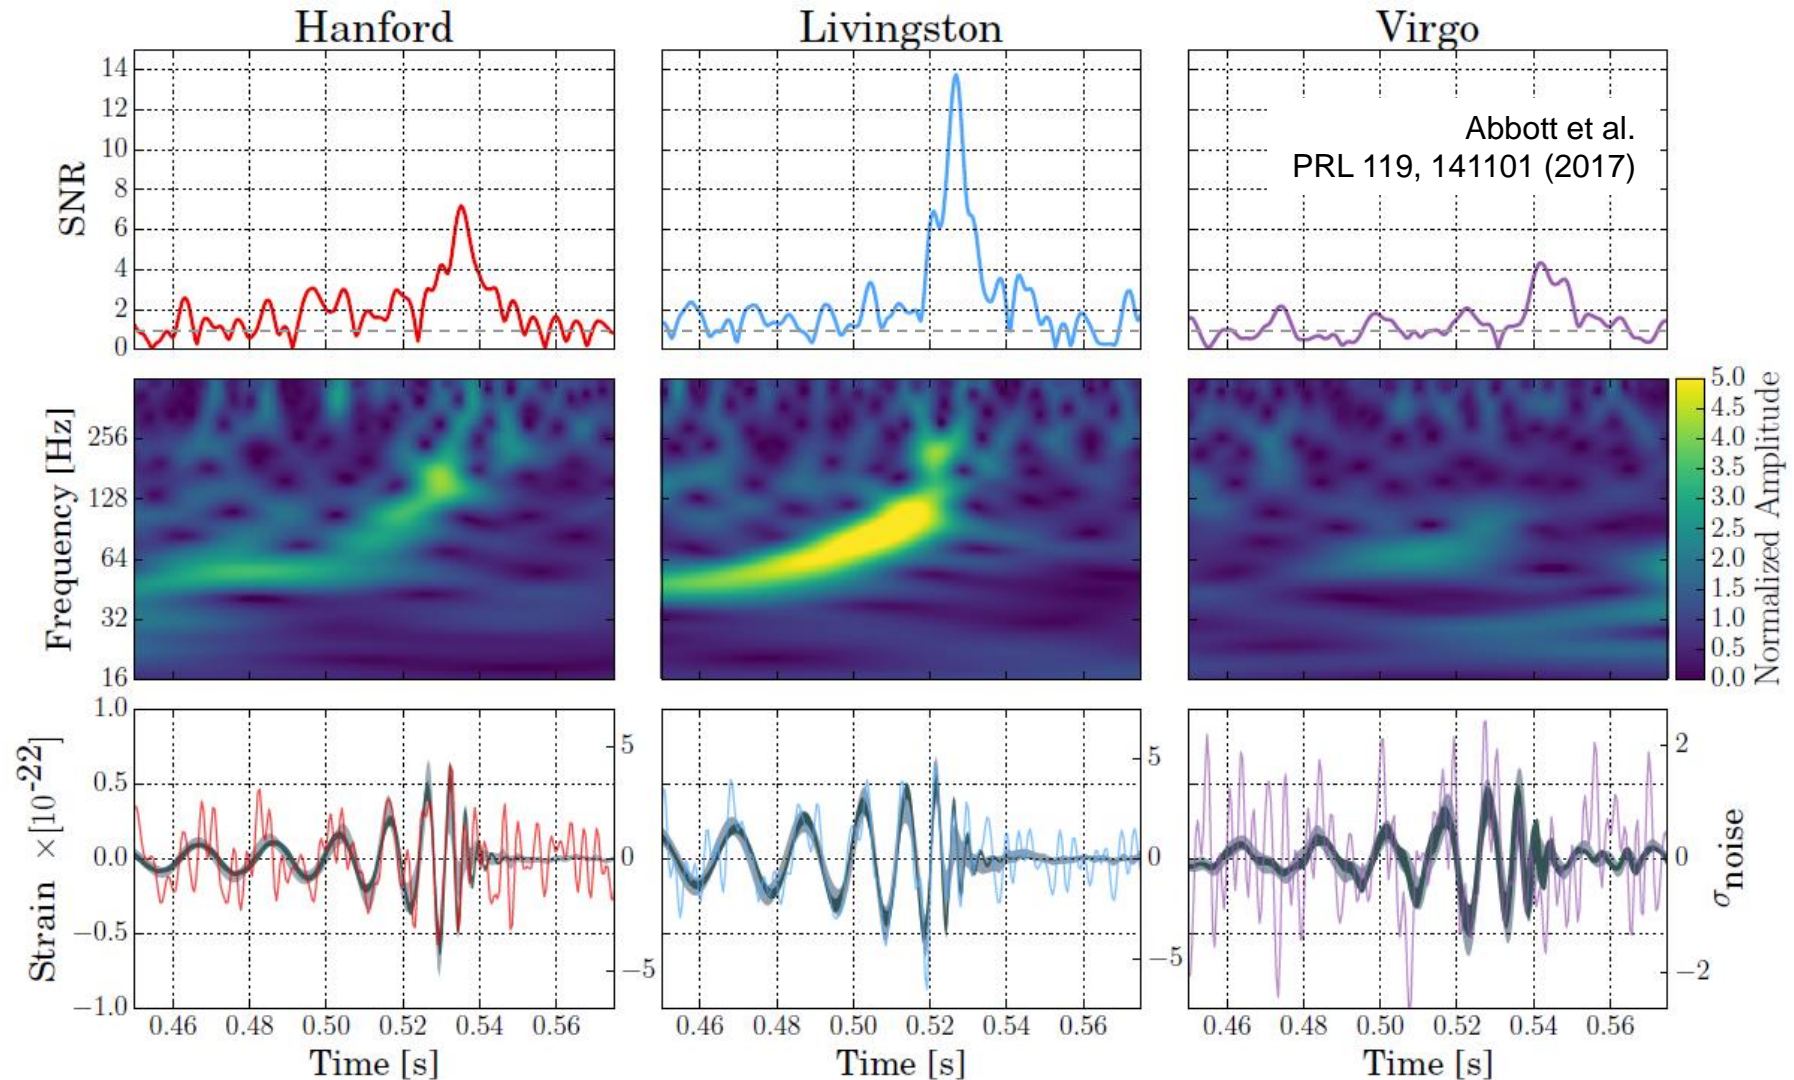 Hanford
Livingston
Virgo
SNR
14
12
10
8
6
4
2
0
Abbott et al.
PRL 119, 141101 (2017)
Frequency [Hz]
256
128
64
32
16
5.0
4.5
4.0
3.5
3.0
2.5
2.0
1.5
1.0
0.5
0.0
Normalized Amplitude
Strain ×[10-22]
1.0
0.5
0.0
−0.5
−1.0
5
0
−5
5
0
−5
2
0
−2
σnoise
0.46 0.48 0.50 0.52 0.54 0.56
0.46 0.48 0.50 0.52 0.54 0.56
0.46 0.48 0.50 0.52 0.54 0.56
Time [s]
Time [s]
Time [s]